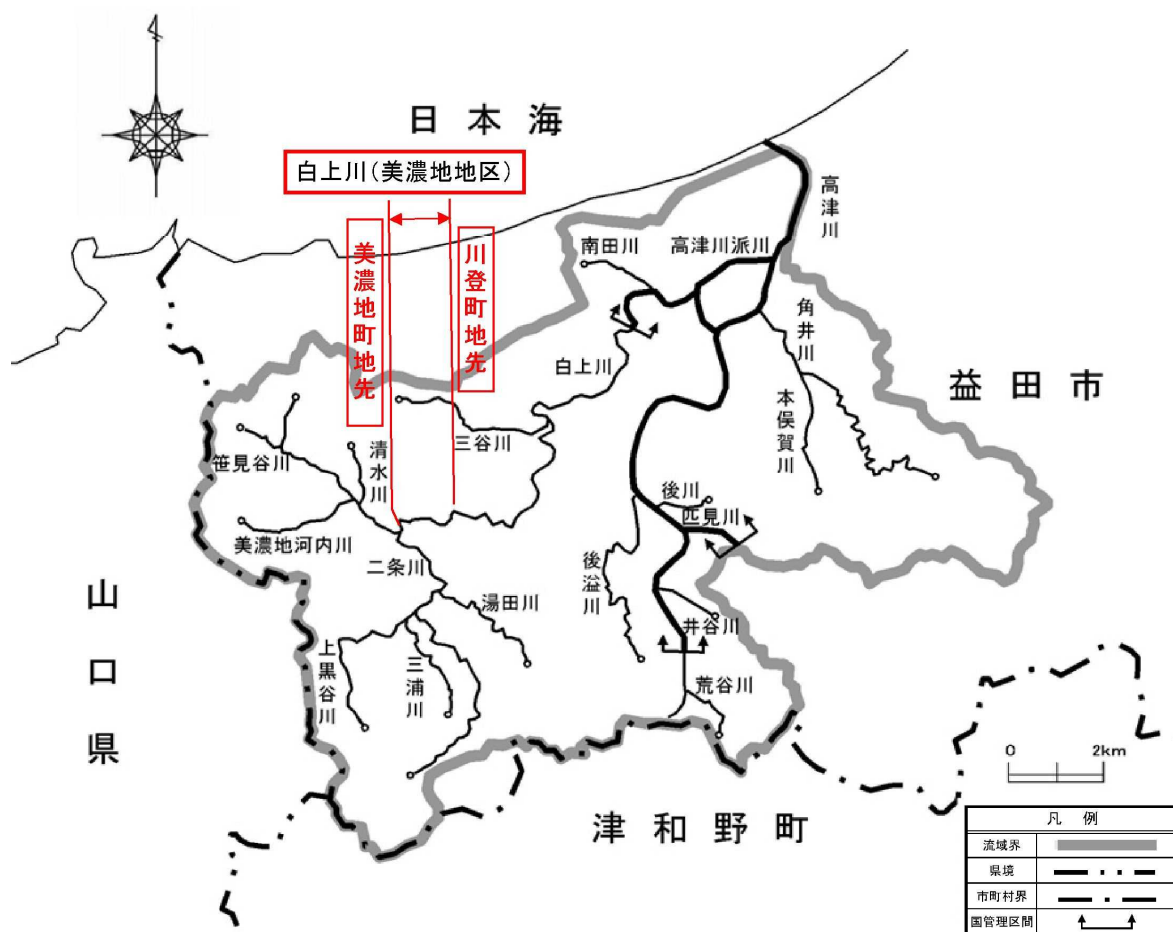 日本海
白上川(美濃地地区)
美濃地町地先
川登町地先
高津川
南田川
高津川派川
角井川
白上川
益田市
本俣賀川
三谷川
清水川
笹見谷川
後川
匹見川
美濃地河内川
二条川
後溢川
湯田川
山口県
井谷川
上黒谷川
三浦川
荒谷川
0 2km
津和野町
凡例
流域界
県境
市町村界
国管理区間